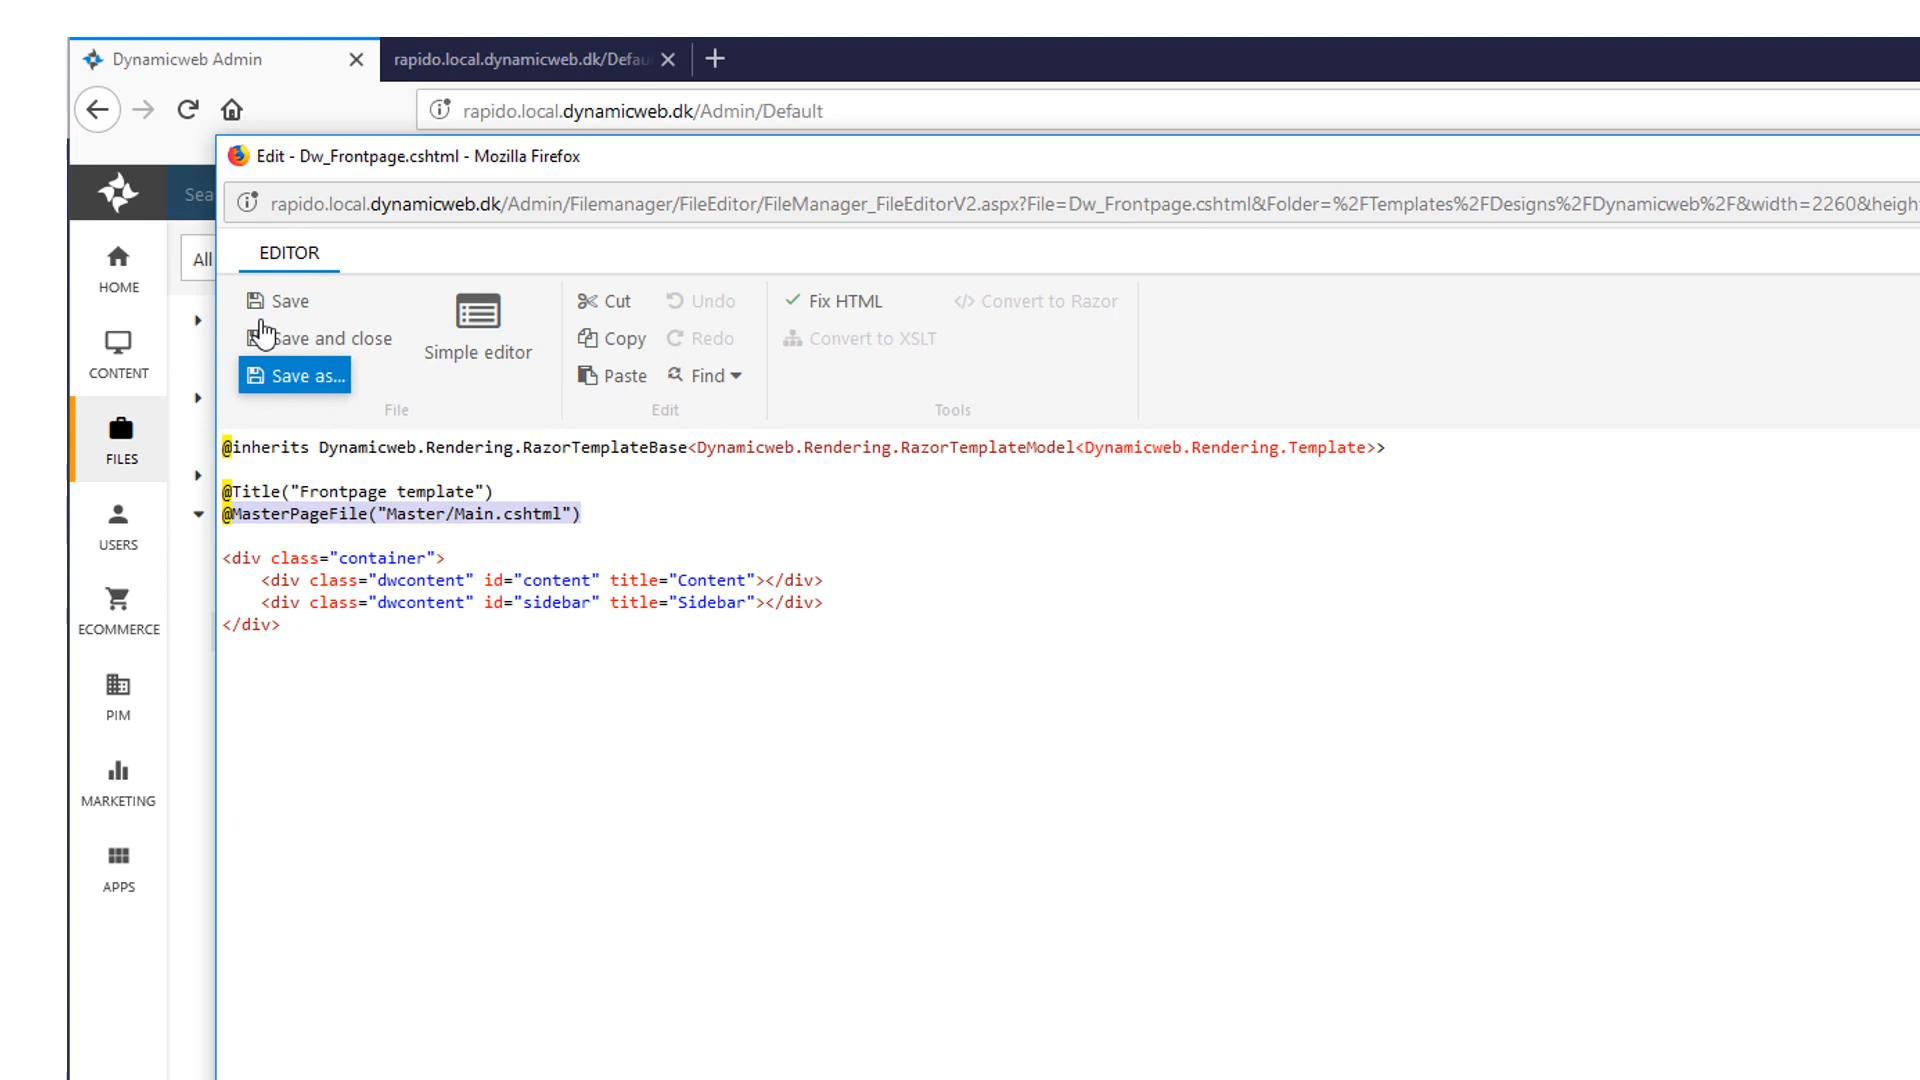 Dynamicweb Admin
rapido.local.dynamicweb.dk/Defau
rapido.local.dynamicweb.dk/Admin/Default
Edit - Dw_Frontpage.cshtml - Mozilla Firefox
Sea
rapido.local.dynamicweb.dk/Admin/Filemanager/FileEditor/FileManager_FileEditorV2.aspx?File=Dw_Frontpage.cshtml&Folder=%2FTemplates%2FDesigns%2FDynamicweb%2F&width=2260&height
EDITOR
All
HOME
CONTENT
FILES
USERS
ECOMMERCE
PIM
MARKETING
APPS
Save
Save and close
Save as...
Simple editor
File
Cut
Copy
Paste
Undo
Redo
Find
Edit
Fix HTML
Convert to XSLT
Convert to Razor
Tools
@inherits Dynamicweb.Rendering.RazorTemplateBase<Dynamicweb.Rendering.RazorTemplateModel<Dynamicweb.Rendering.Template>>
@Title("Frontpage template")
@MasterPageFile("Master/Main.cshtml")
<div class="container">
<div class="dwcontent" id="content" title="Content"></div>
<div class="dwcontent" id="sidebar" title="Sidebar"></div>
</div>